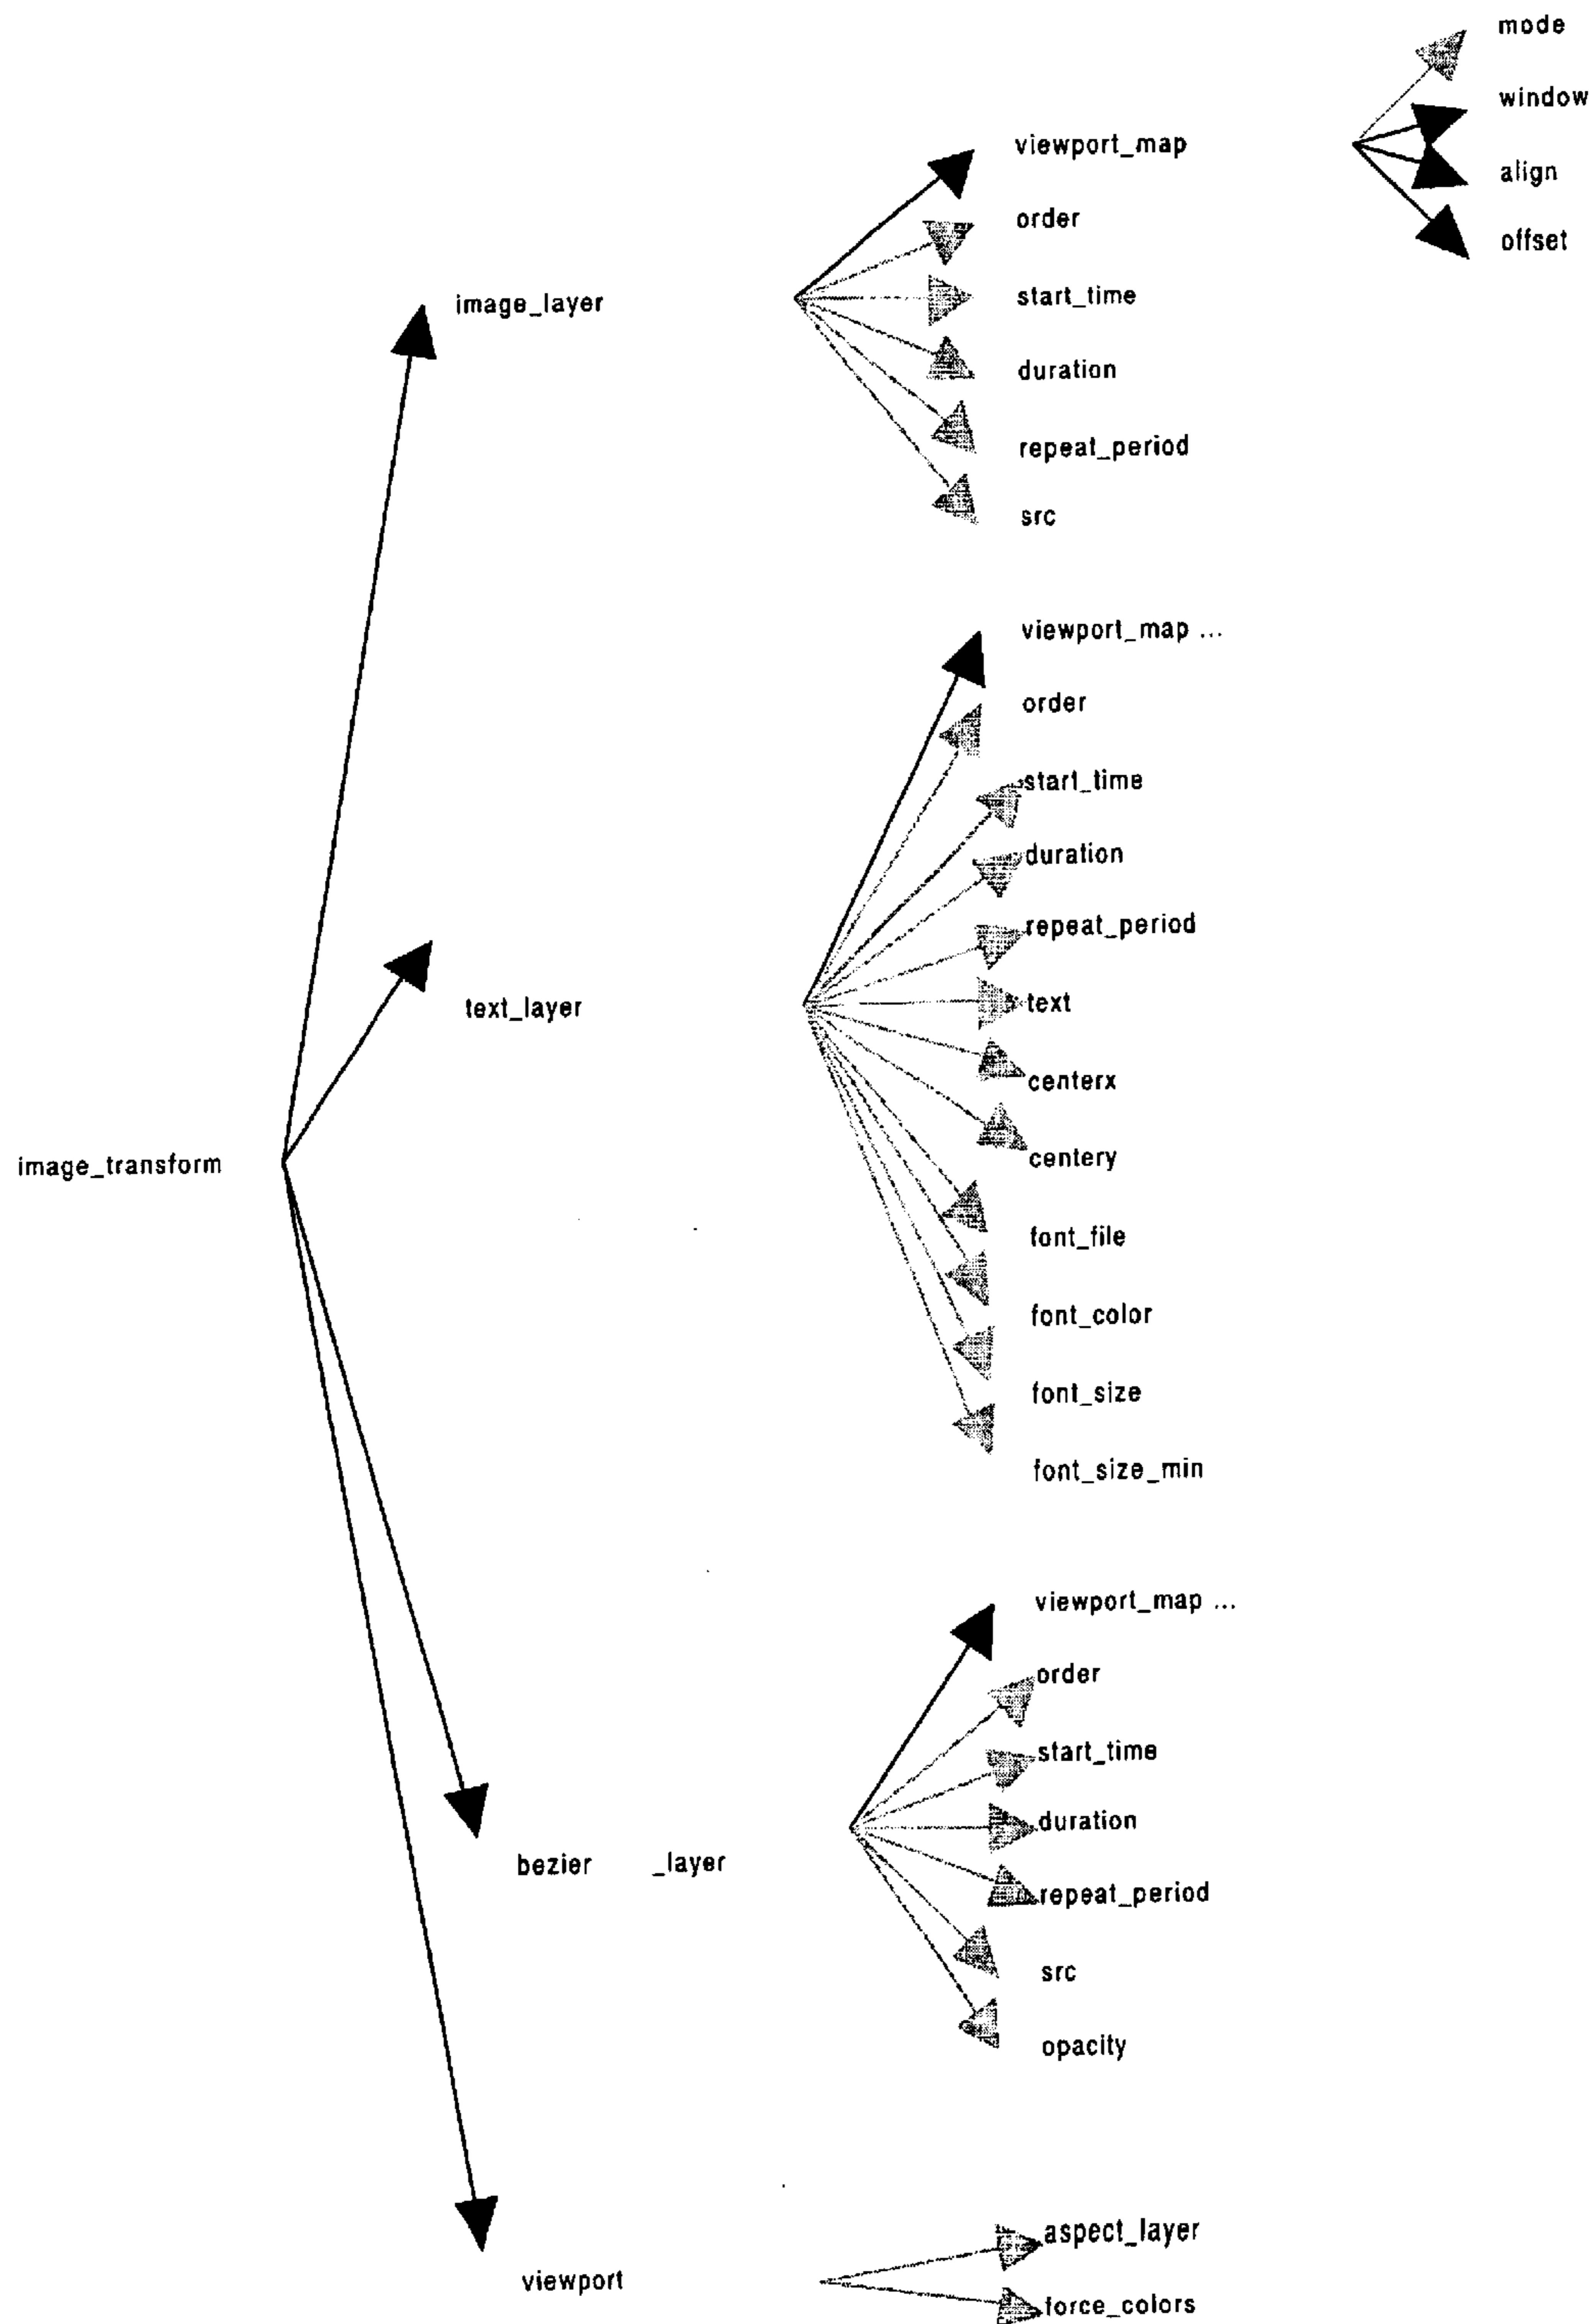 mode
window
viewport_map
align
order
offset
image_layer
start_time
duration
repeat_period
src
viewport_map ...
order
start_time
duration
repeat_period
text_layer
text
centerx
centery
image_transform
font_file
font_color
font_size
font_size_min
viewport_map ...
order
start_time
duration
bezier _layer
repeat_period
src
opacity
aspect_layer
viewport
force_colors